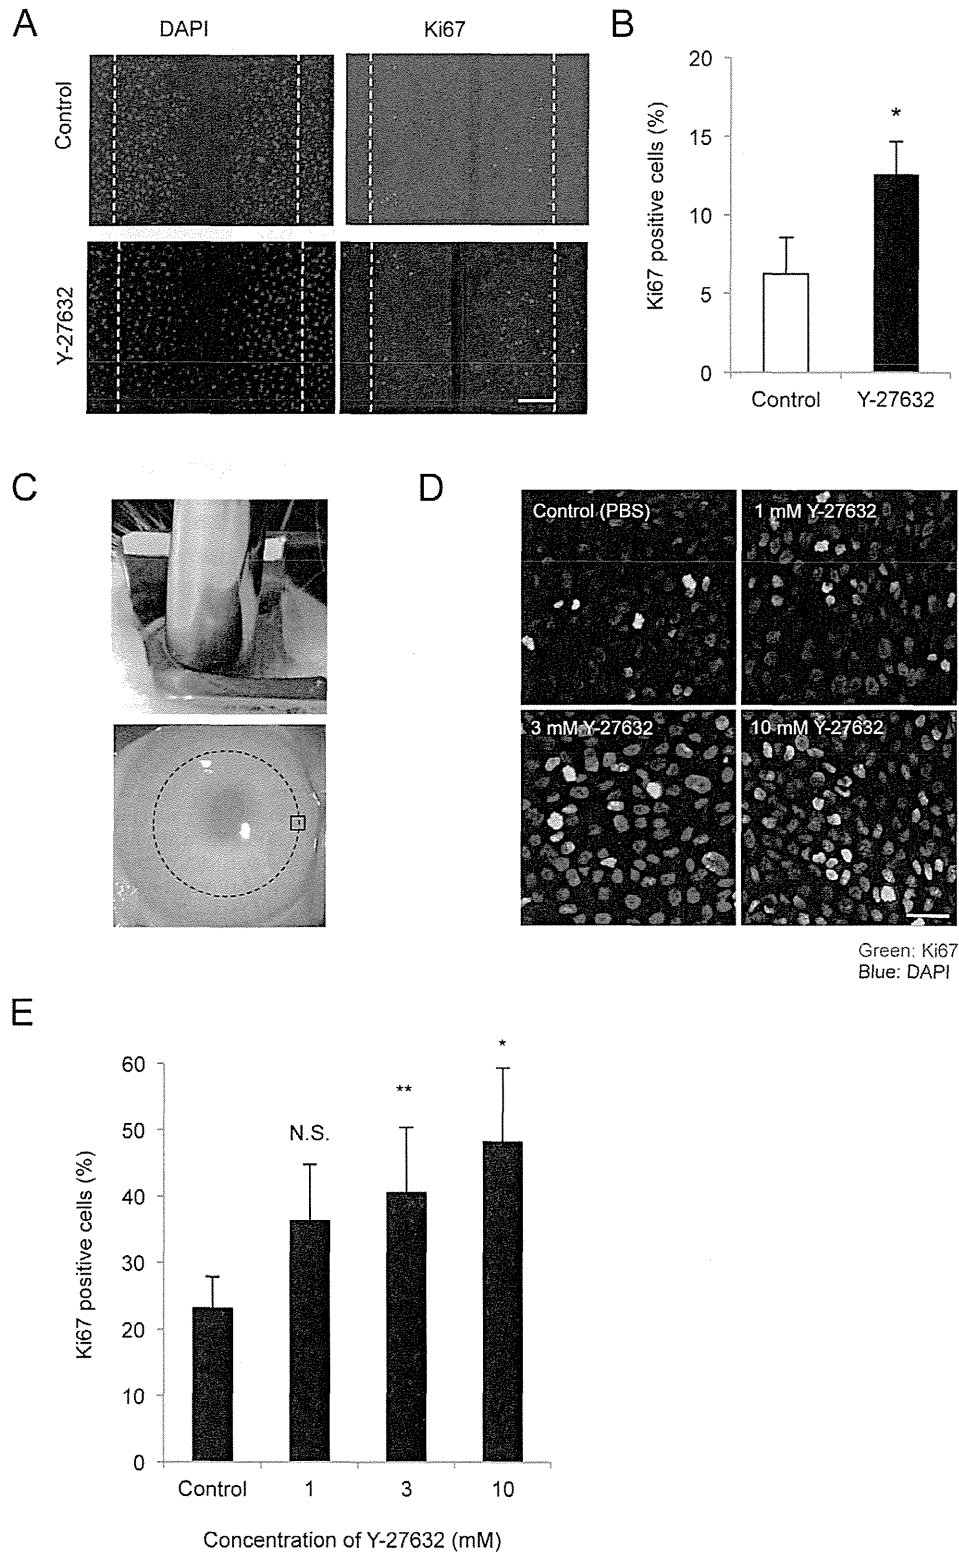 A
DAPI
Ki67
Control
Y-27632
B
Ki67 positive cells (%)
20
15
10
5
0
*
Control
Y-27632
C
D
Control (PBS)
1 mM Y-27632
3 mM Y-27632
10 mM Y-27632
Green: Ki67
Blue: DAPI
E
Ki67 positive cells (%)
60
50
40
30
20
10
0
N.S.
**
*
Control
1
3
10
Concentration of Y-27632 (mM)